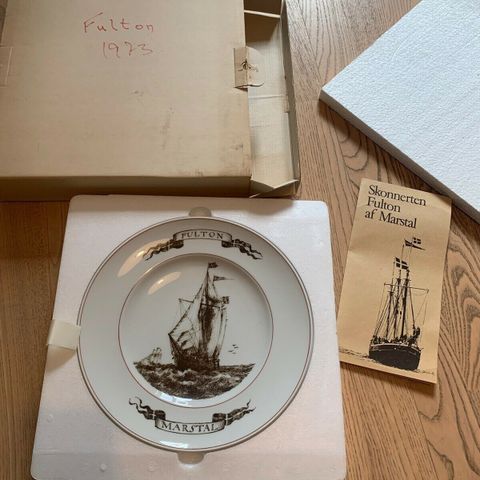 Fulton
1973
Skonnerten
Fulton
af Marstal
FULTON
MARSTAL